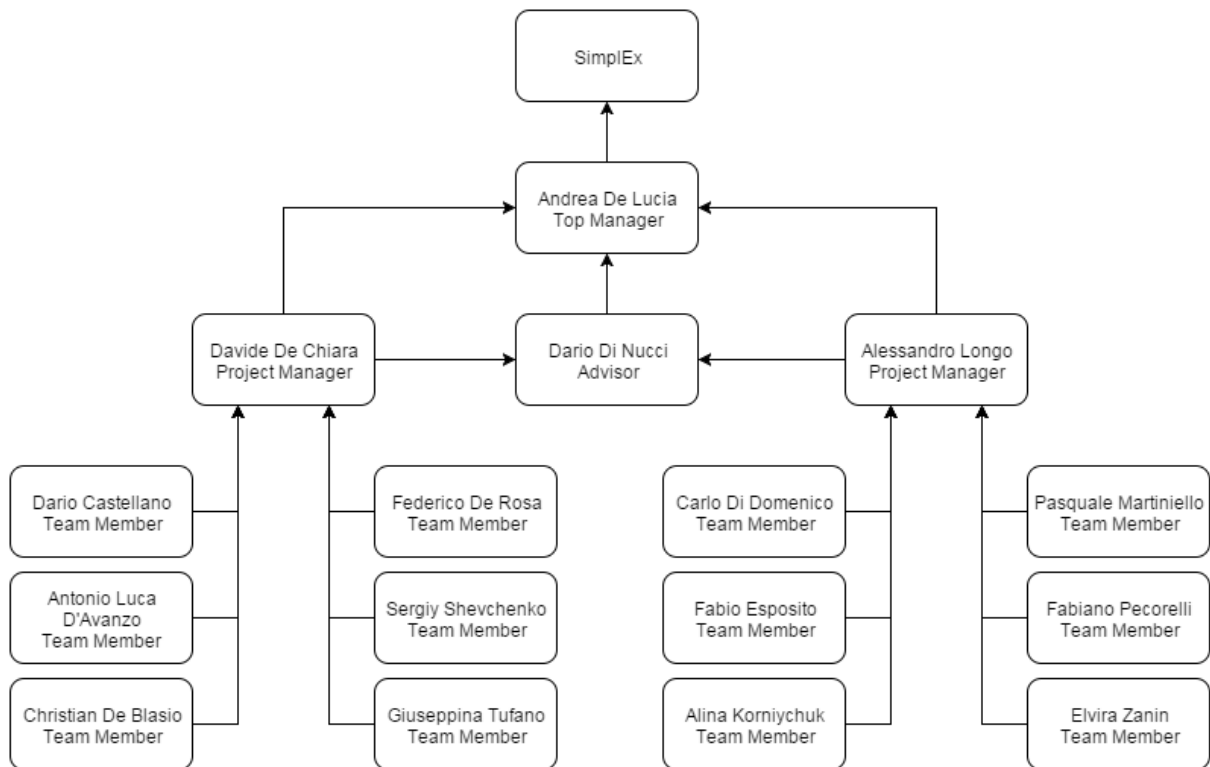 SimplEx
Andrea De Lucia
Top Manager
Davide De Chiara
Project Manager
Dario Di Nucci
Advisor
Alessandro Longo
Project Manager
Dario Castellano
Team Member
Federico De Rosa
Team Member
Carlo Di Domenico
Team Member
Pasquale Martiniello
Team Member
Antonio Luca
D'Avanzo
Team Member
Sergiy Shevchenko
Team Member
Fabio Esposito
Team Member
Fabiano Pecorelli
Team Member
Christian De Blasio
Team Member
Giuseppina Tufano
Team Member
Alina Korniychuk
Team Member
Elvira Zanin
Team Member